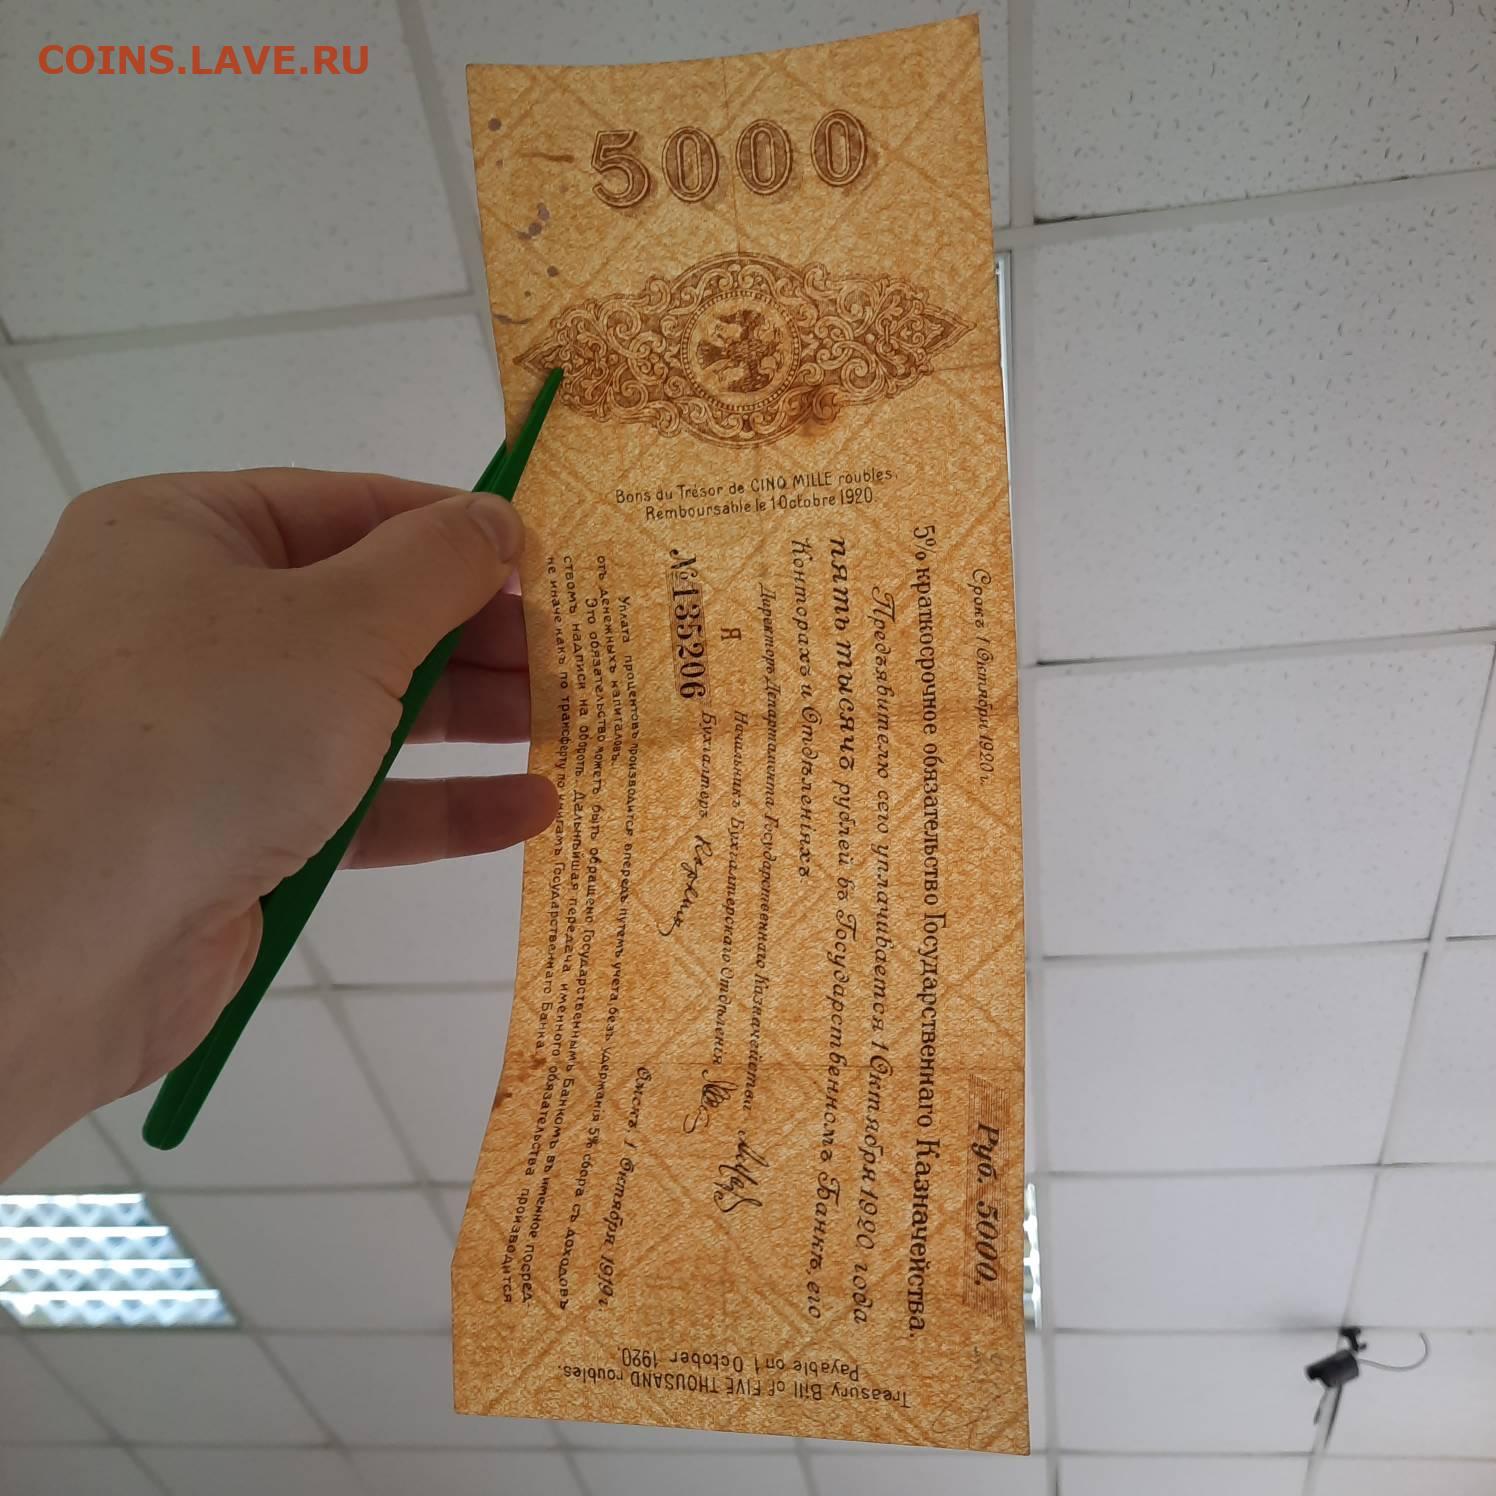 COINS.LAVE.RU
5000
Bons du Trésor de CINQ MILLE roubles.
Remboursable le 1 Octobre 1920
Срокъ 1 Октября 1920 г.
Руб. 5000.
5% краткосрочное обязательство Государственнаго Казначейства.
Предъявителю сего уплачивается 1 Октября 1920 года
пять тысячъ рублей въ Государственномъ Банкѣ, его
Конторахъ и Отдѣленіяхъ.
Директоръ Департамента Государственнаго Казначейства
Я
Начальникъ Бухгалтерскаго Отдѣленія
№ 135206
Бухгалтеръ
Омскъ, 1 Октября 1919 г.
Уплата процентовъ производится впередъ путемъ учета, безъ удержанія 5% сбора съ доходовъ
отъ денежныхъ капиталовъ.
Это обязательство можетъ быть обращено Государственнымъ Банкомъ въ именное посред-
ствомъ надписи на оборотѣ. Дальнѣйшая передача именного обязательства производится
не иначе какъ по трансферту по книгамъ Государственнаго Банка.
Treasury Bill of FIVE THOUSAND roubles.
Payable on 1 October 1920.